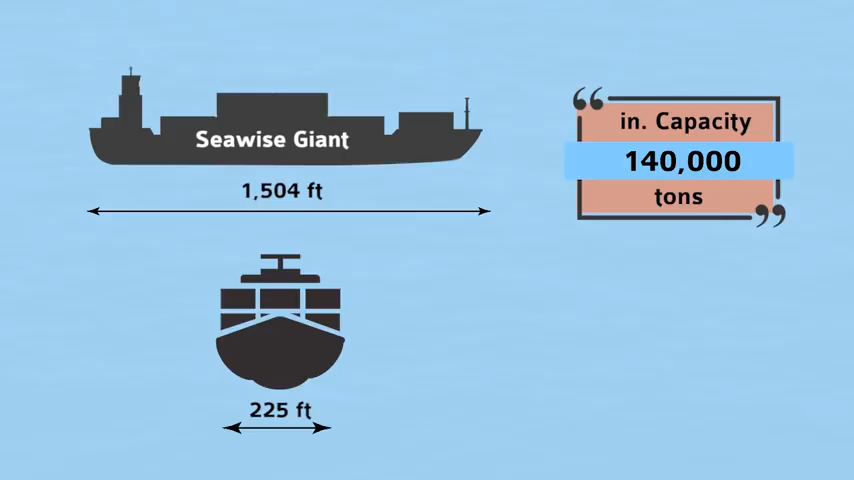 Seawise Giant
1,504 ft
225 ft
“
in. Capacity
140,000
tons
”